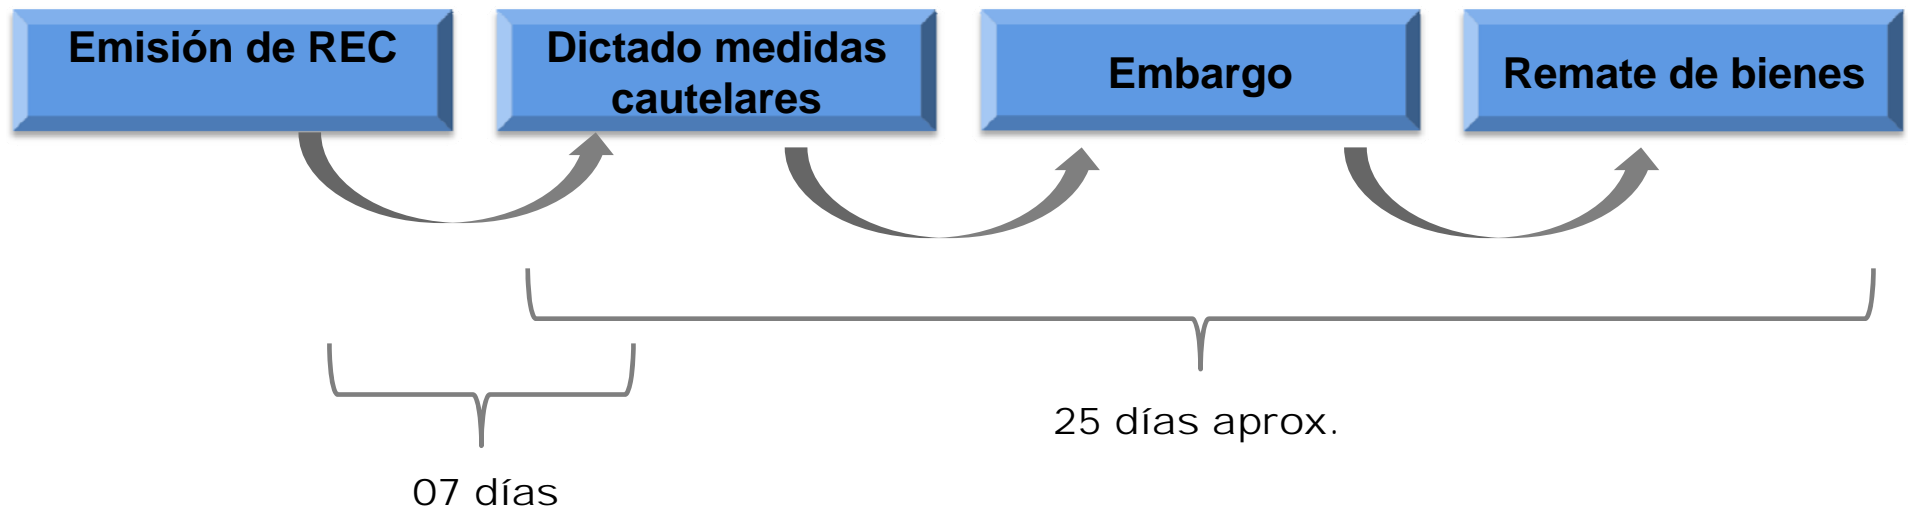 Emisión de REC
Dictado medidas
cautelares
Embargo
Remate de bienes
25 días aprox.
07 días